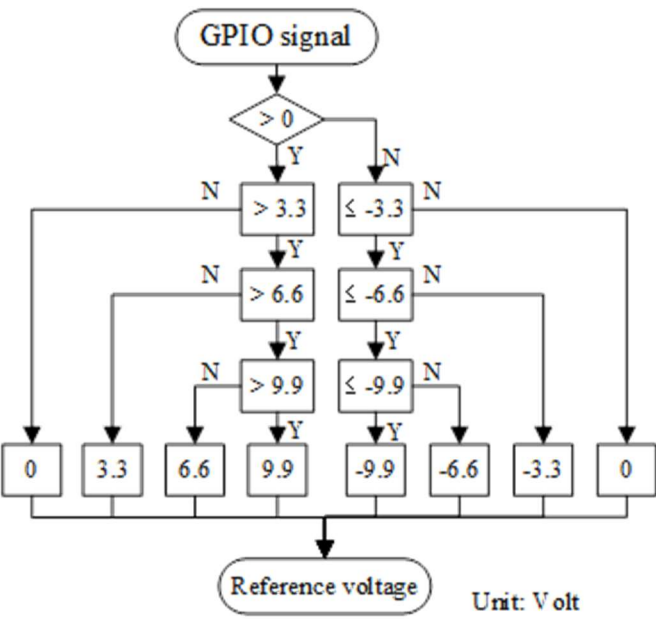 GPIO signal
> 0
Y
N
N
> 3.3
≤ -3.3
N
Y
Y
N
> 6.6
≤ -6.6
N
Y
Y
N
> 9.9
≤ -9.9
N
Y
Y
0
3.3
6.6
9.9
-9.9
-6.6
-3.3
0
Reference voltage
Unit: Volt